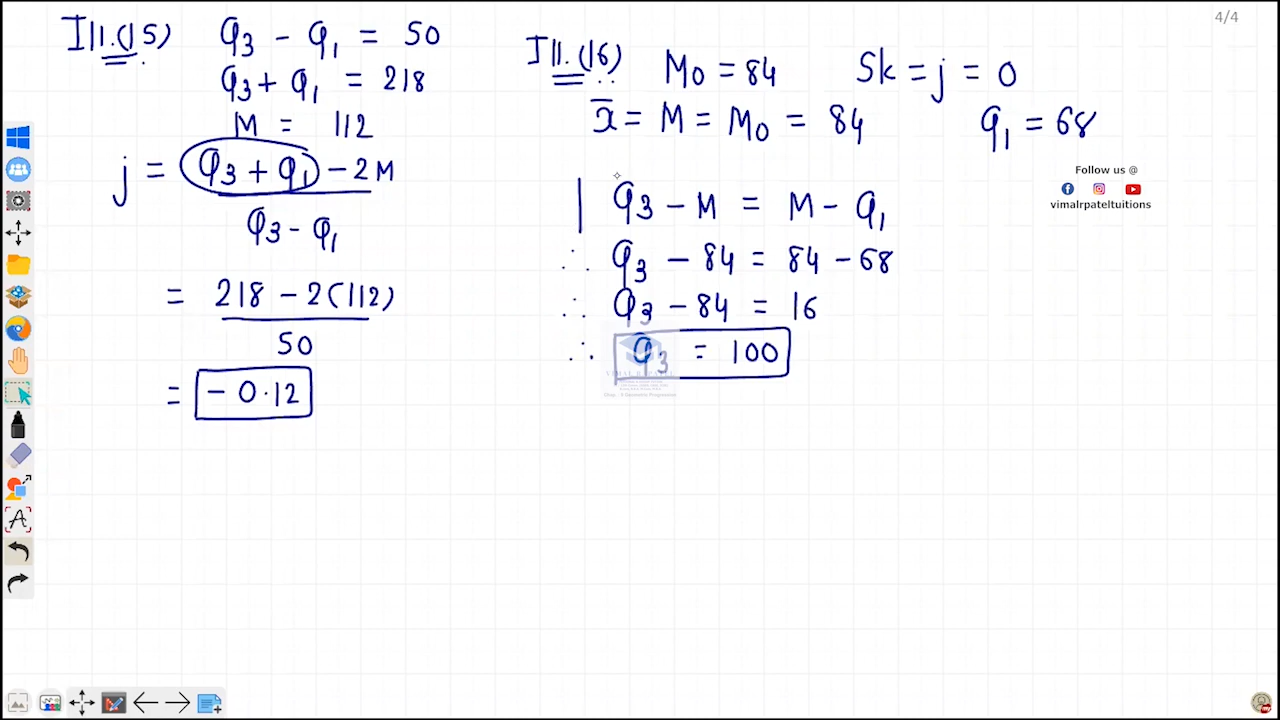 4/4
Ill.(15) Q3 - Q1 = 50
Q3 + Q1 = 218
M = 112
j = Q3 + Q1 - 2M
Q3 - Q1
= 218 - 2(112)
50
= - 0.12
Ill.(16) Mo = 84 Sk = j = 0
x̄ = M = Mo = 84 Q1 = 68
Q3 - M = M - Q1
∴ Q3 - 84 = 84 - 68
∴ Q3 - 84 = 16
∴ Q3 = 100
Follow us @
vimalrpateltuitions